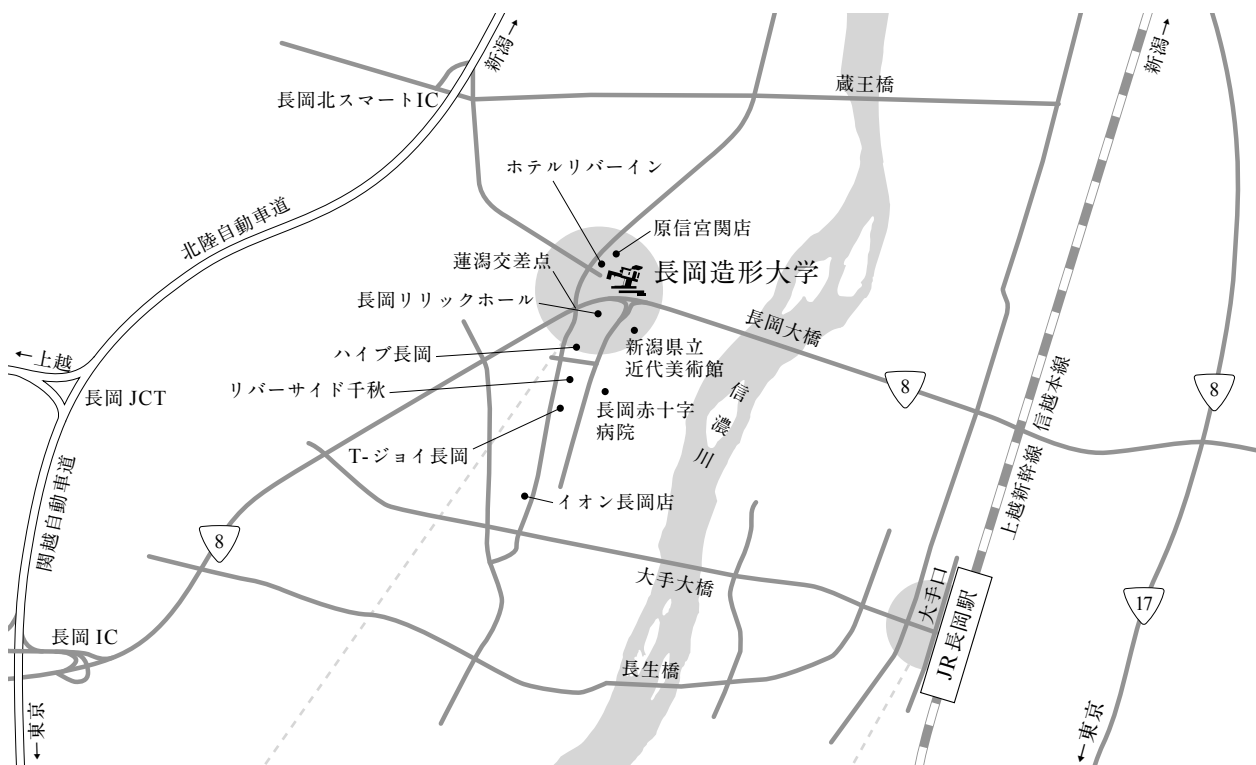 新潟→
新潟→
蔵王橋
長岡北スマートIC
ホテルリバーイン
北陸自動車道
原信宮関店
蓮潟交差点
長岡造形大学
長岡リリックホール
長岡大橋
ハイブ長岡
新潟県立
近代美術館
←上越
リバーサイド千秋
8
8
長岡JCT
長岡赤十字
病院
信濃川
信越本線
T-ジョイ長岡
上越新幹線
イオン長岡店
関越自動車道
8
大手大橋
大手口
17
長岡IC
JR長岡駅
長生橋
←東京
←東京